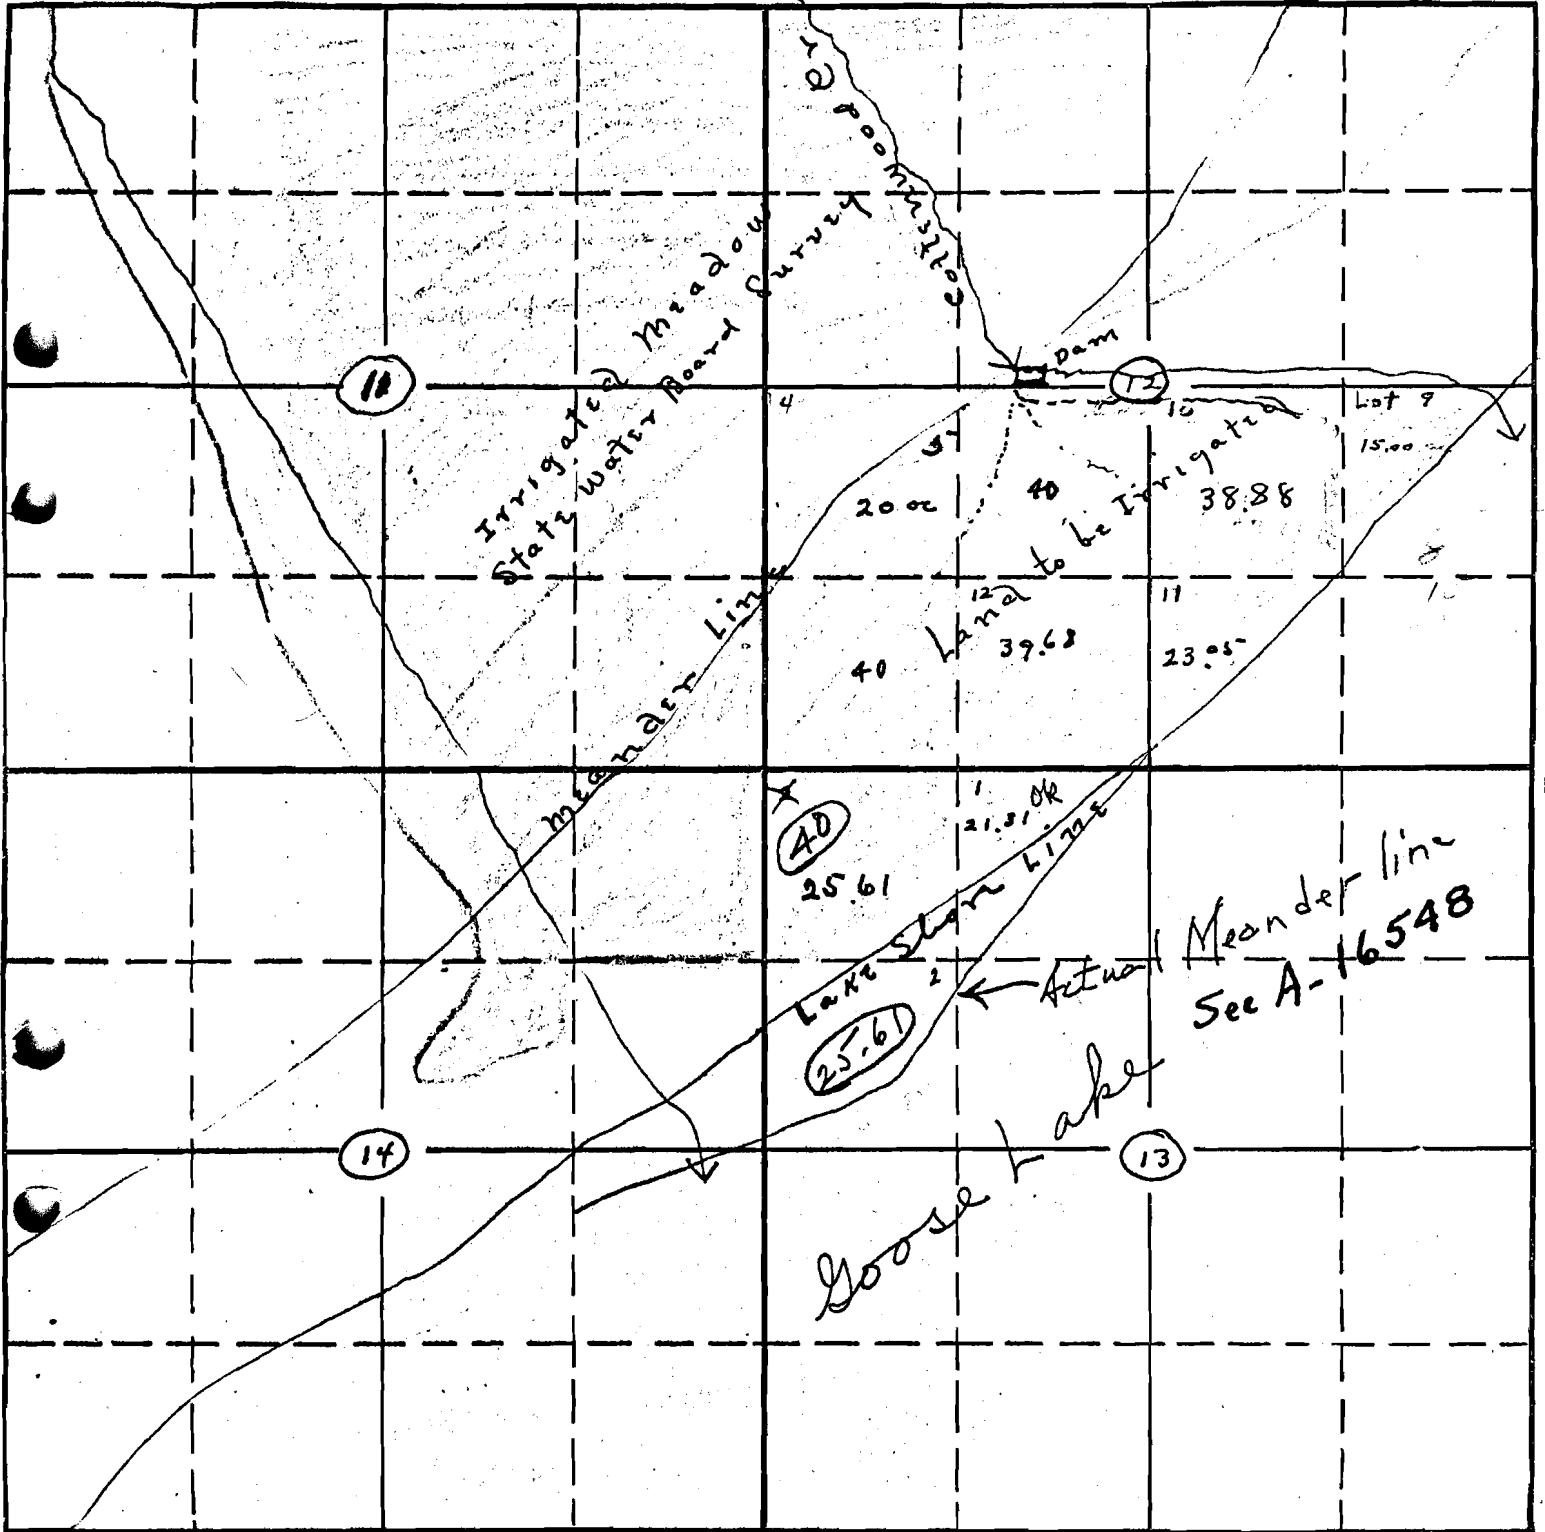 Cottonwood Cr
Irrigated Meadow
State Water Board Survey
Dam
11
12
4
10
Lot 9
15.00
20.00
40
38.88
Land to be Irrigated
12
11
40
39.68
23.05
Meander Line
1
40
21.31 OK
25.61
Lake Shore Line
2
25.61
Actual Meander line
See A-16548
Goose Lake
14
13